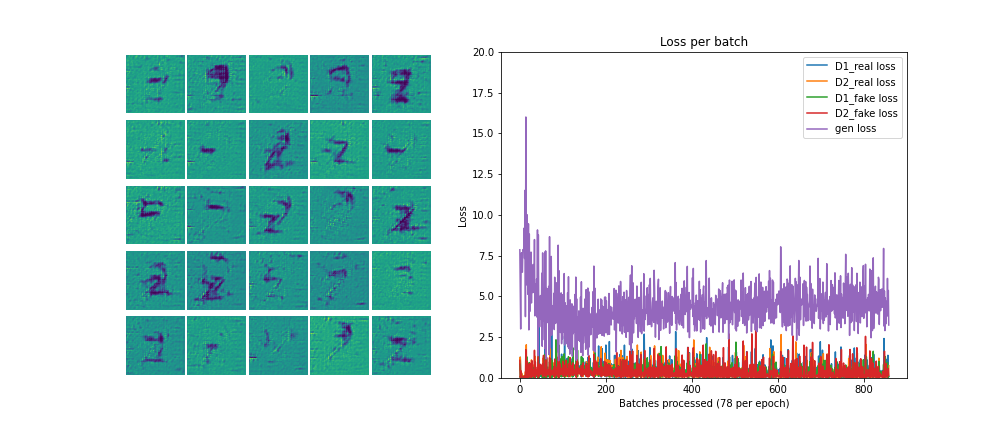 Loss per batch
20.0
17.5
15.0
12.5
10.0
7.5
5.0
2.5
0.0
Loss
D1_real loss
D2_real loss
D1_fake loss
D2_fake loss
gen loss
0 200 400 600 800
Batches processed (78 per epoch)